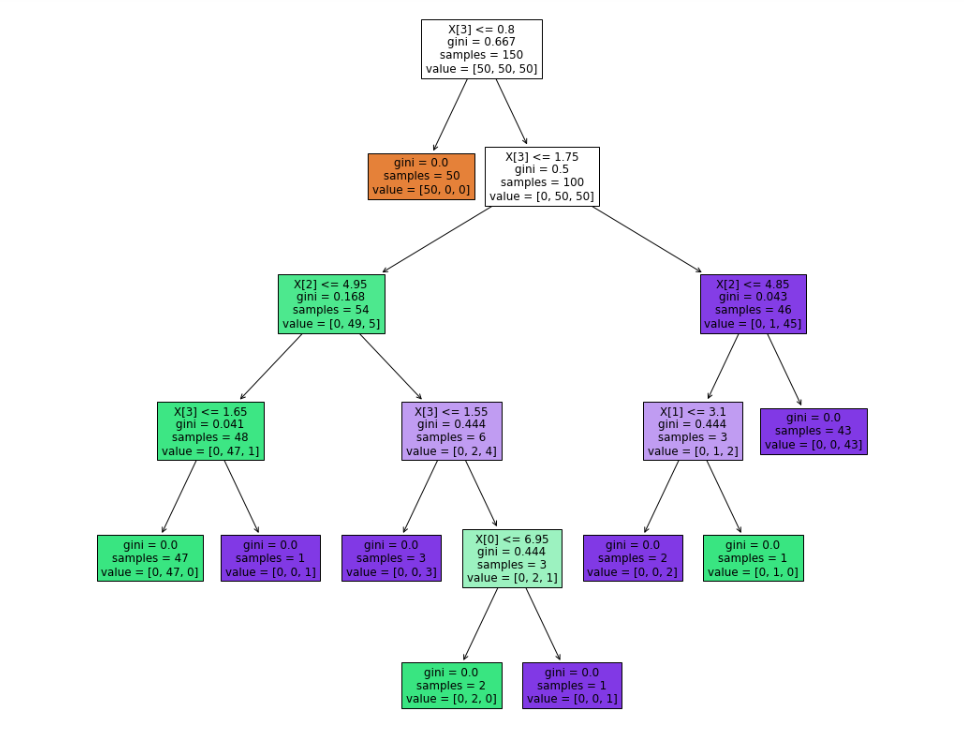 X[3] <= 0.8
gini = 0.667
samples = 150
value = [50, 50, 50]
gini = 0.0
samples = 50
value = [50, 0, 0]
X[3] <= 1.75
gini = 0.5
samples = 100
value = [0, 50, 50]
X[2] <= 4.95
gini = 0.168
samples = 54
value = [0, 49, 5]
X[2] <= 4.85
gini = 0.043
samples = 46
value = [0, 1, 45]
X[3] <= 1.65
gini = 0.041
samples = 48
value = [0, 47, 1]
X[3] <= 1.55
gini = 0.444
samples = 6
value = [0, 2, 4]
X[1] <= 3.1
gini = 0.444
samples = 3
value = [0, 1, 2]
gini = 0.0
samples = 43
value = [0, 0, 43]
gini = 0.0
samples = 47
value = [0, 47, 0]
gini = 0.0
samples = 1
value = [0, 0, 1]
gini = 0.0
samples = 3
value = [0, 0, 3]
X[0] <= 6.95
gini = 0.444
samples = 3
value = [0, 2, 1]
gini = 0.0
samples = 2
value = [0, 0, 2]
gini = 0.0
samples = 1
value = [0, 1, 0]
gini = 0.0
samples = 2
value = [0, 2, 0]
gini = 0.0
samples = 1
value = [0, 0, 1]